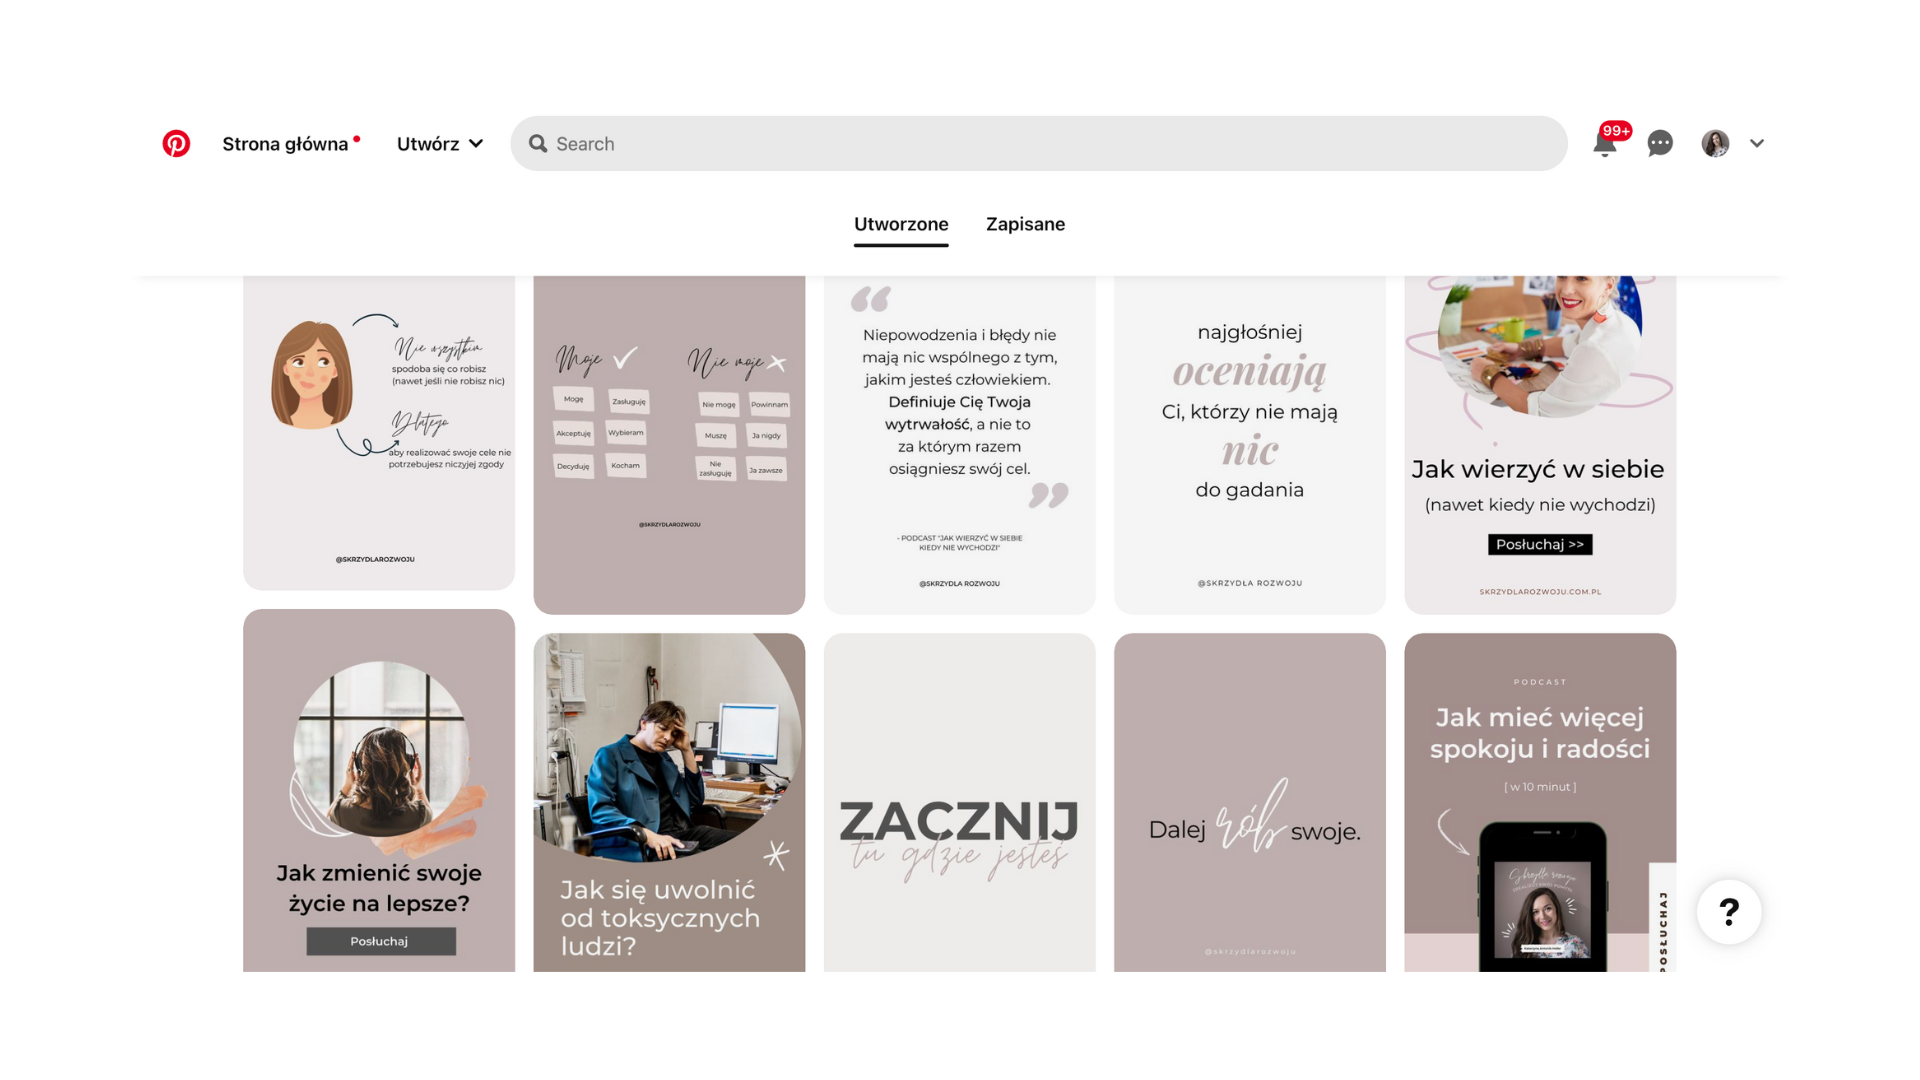 Strona główna
Utwórz
Search
99+
Utworzone
Zapisane
Nie wszystkim
spodoba się co robisz
(nawet jeśli nie robisz nic)
Dlatego
aby realizować swoje cele nie
potrzebujesz niczyjej zgody
@SKRZYDLAROZWOJU
Moje
Nie moje
Mogę
Zasługuję
Nie mogę
Powinnam
Akceptuję
Wybieram
Muszę
Ja nigdy
Decyduję
Kocham
Nie
zasługuję
Ja zawsze
@SKRZYDLAROZWOJU
“
Niepowodzenia i błędy nie
mają nic wspólnego z tym,
jakim jesteś człowiekiem.
Definiuje Cię Twoja
wytrwałość, a nie to
za którym razem
osiągniesz swój cel.
”
- PODCAST "JAK WIERZYĆ W SIEBIE
KIEDY NIE WYCHODZI"
@SKRZYDLA ROZWOJU
najgłośniej
oceniają
Ci, którzy nie mają
nic
do gadania
@SKRZYDLA ROZWOJU
Jak wierzyć w siebie
(nawet kiedy nie wychodzi)
Posłuchaj >>
SKRZYDLAROZWOJU.COM.PL
Jak zmienić swoje
życie na lepsze?
Posłuchaj
Jak się uwolnić
od toksycznych
ludzi?
ZACZNIJ
tu gdzie jesteś
Dalej rób swoje.
@skrzydlarozwoju
PODCAST
Jak mieć więcej
spokoju i radości
[ w 10 minut ]
Skrzydła rozwoju
POSŁUCHAJ
?